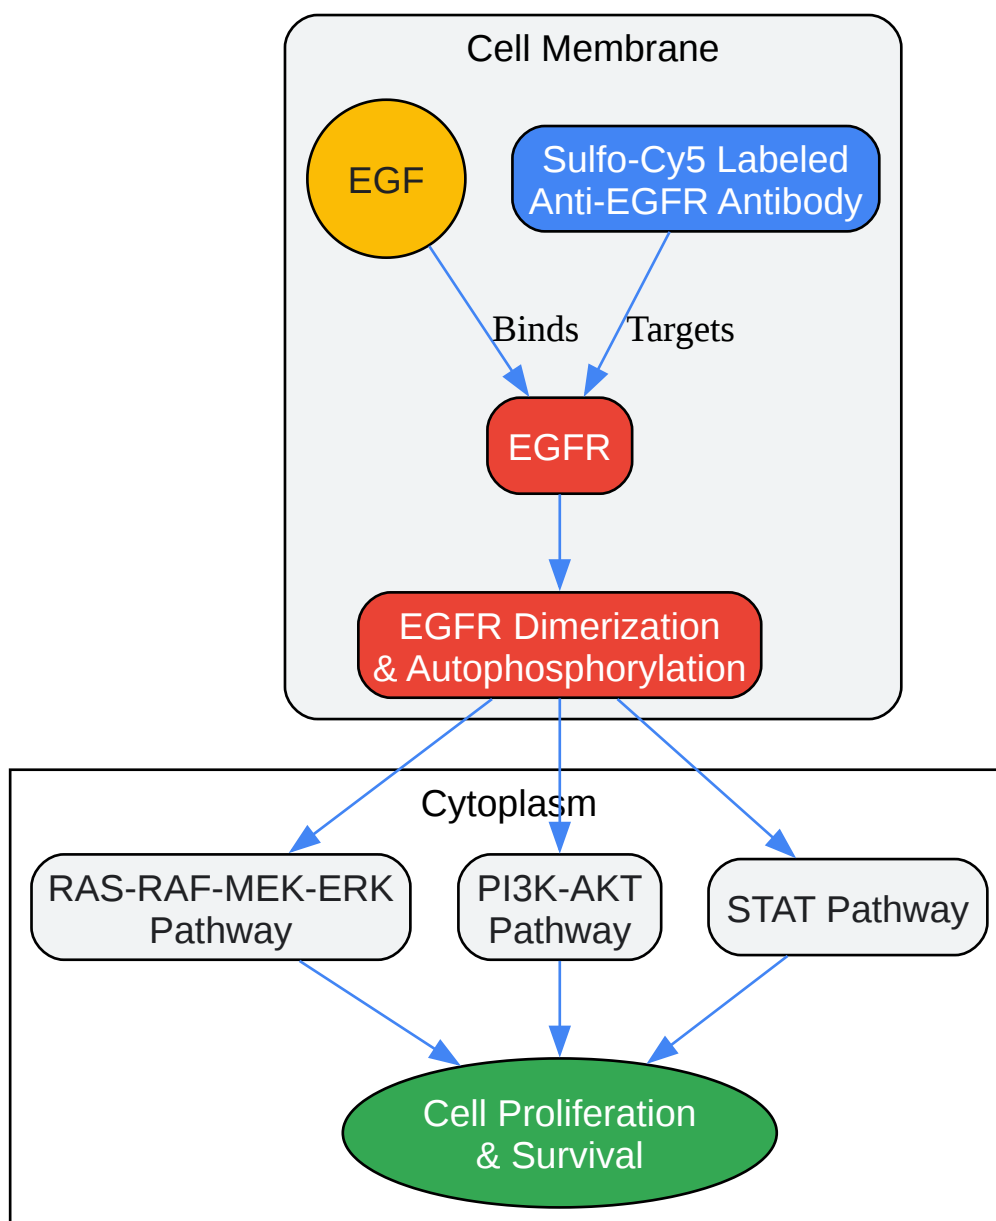 Cell Membrane
EGF
Sulfo-Cy5 Labeled
Anti-EGFR Antibody
Binds
Targets
EGFR
EGFR Dimerization
& Autophosphorylation
Cytoplasm
RAS-RAF-MEK-ERK
Pathway
PI3K-AKT
Pathway
STAT Pathway
Cell Proliferation
& Survival